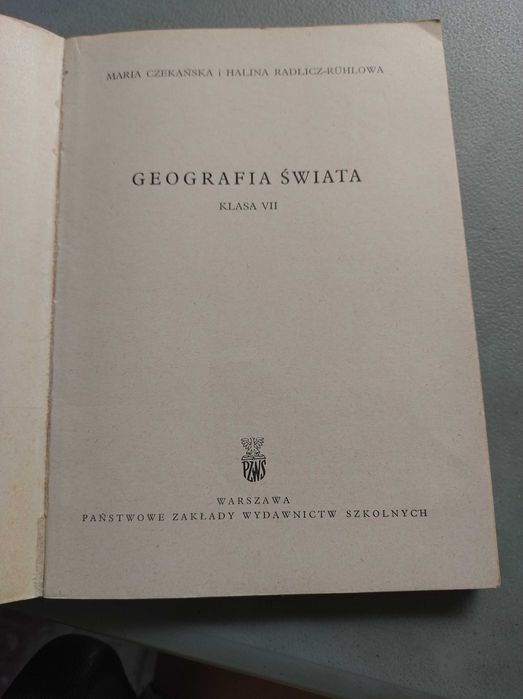 MARIA CZEKAŃSKA i HALINA RADLICZ-RÜHLOWA
GEOGRAFIA ŚWIATA
KLASA VII
PZWS
WARSZAWA
PAŃSTWOWE ZAKŁADY WYDAWNICTW SZKOLNYCH